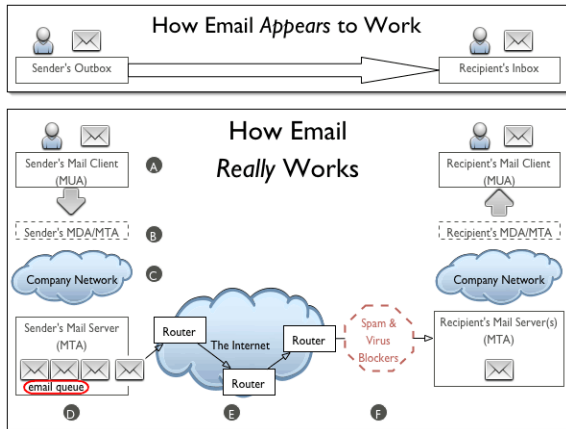 How Email Appears to Work
Sender's Outbox
Recipient's Inbox
How Email
Really Works
Sender's Mail Client
(MUA)
A
Recipient's Mail Client
(MUA)
Sender's MDA/MTA
B
Recipient's MDA/MTA
Company Network
C
Company Network
Sender's Mail Server
(MTA)
email queue
Router
The Internet
Router
Router
Spam &
Virus
Blockers
Recipient's Mail Server(s)
(MTA)
D
E
F